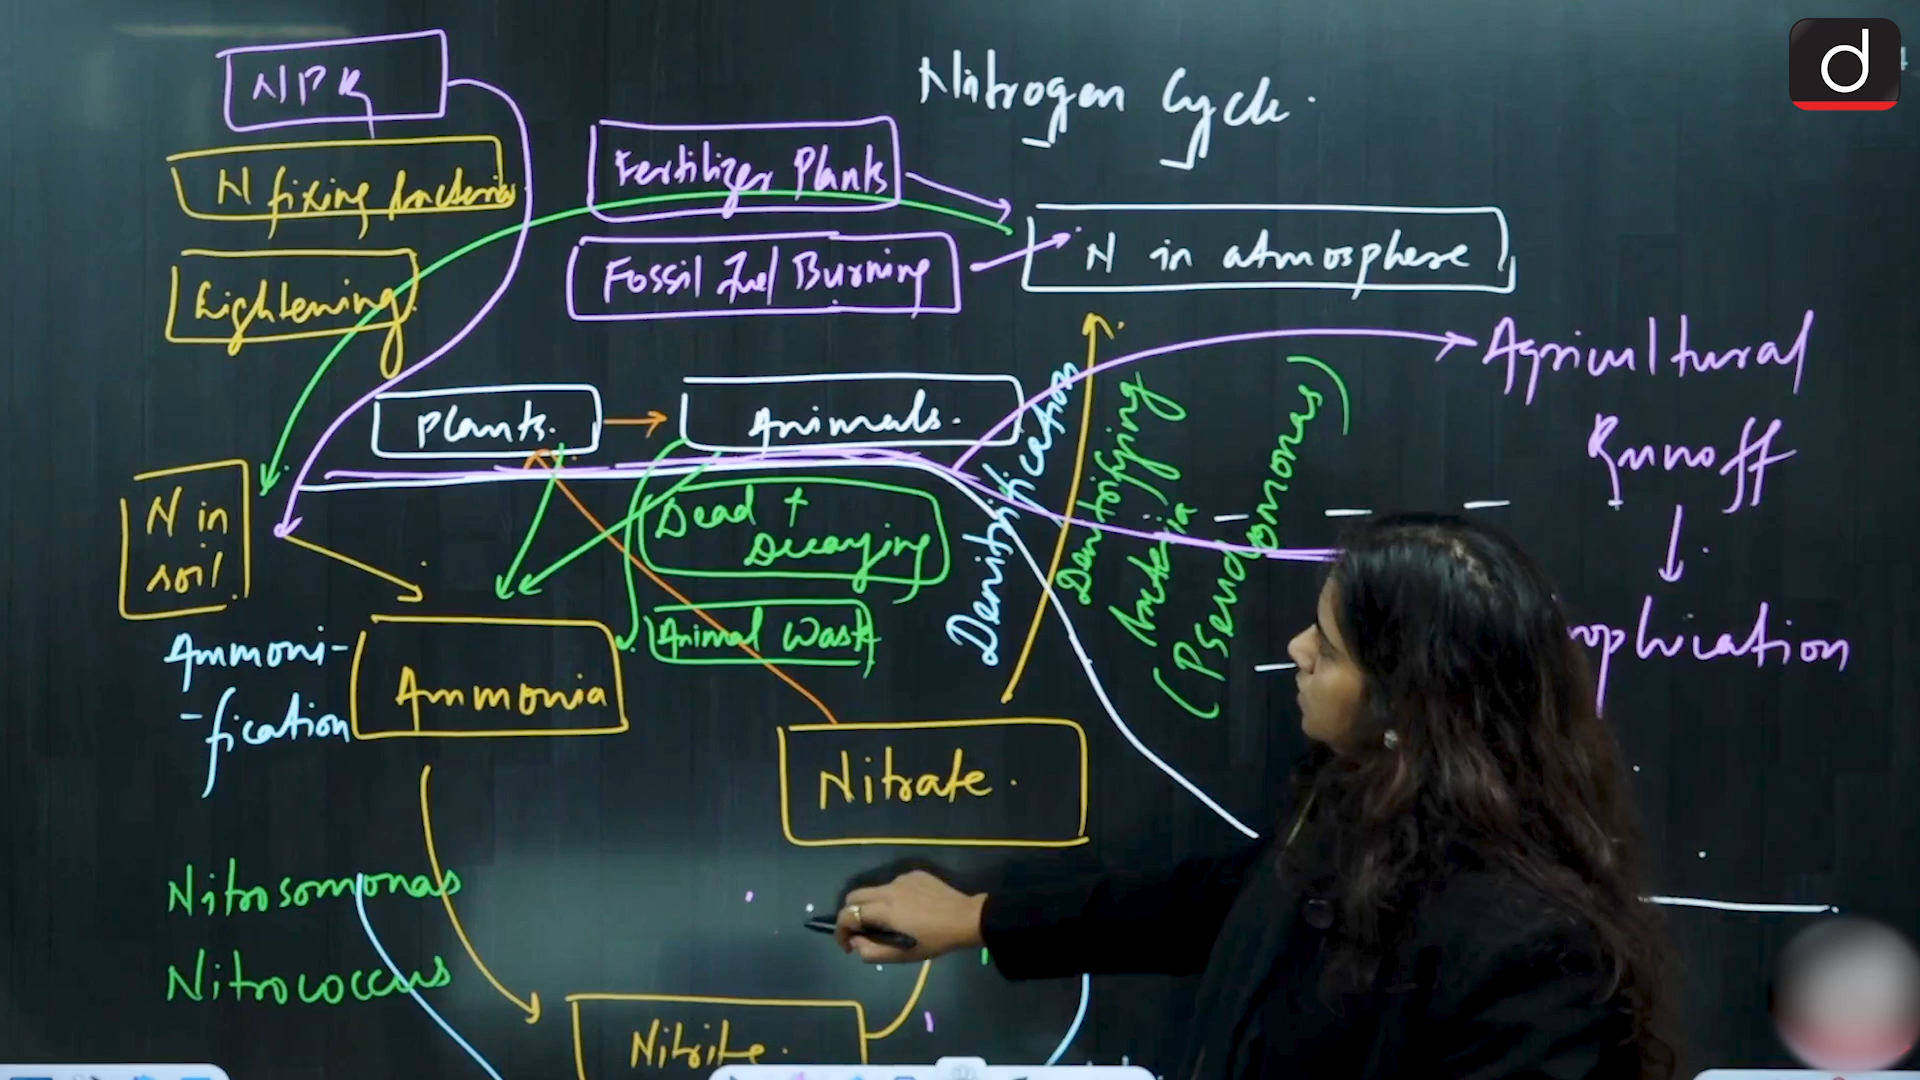 d
Nitrogen Cycle.
NPK
N fixing bacteria
Fertilizer Plants
Lightening
Fossil Fuel Burning
N in atmosphere
Plants.
Animals.
Agricultural
Runoff
N in
soil
Dead +
Decaying
Animal Waste
Denitrification
Denitrifying
bacteria
(Pseudomonas)
rophication
Ammoni-
-fication
Ammonia
Nitrate.
Nitrosomonas
Nitrococcus
Nitrite.